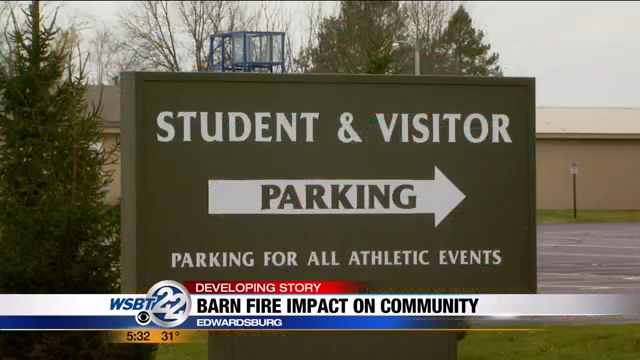 STUDENT & VISITOR
PARKING
PARKING FOR ALL ATHLETIC EVENTS
DEVELOPING STORY
WSBT 22
BARN FIRE IMPACT ON COMMUNITY
EDWARDSBURG
5:32 31°